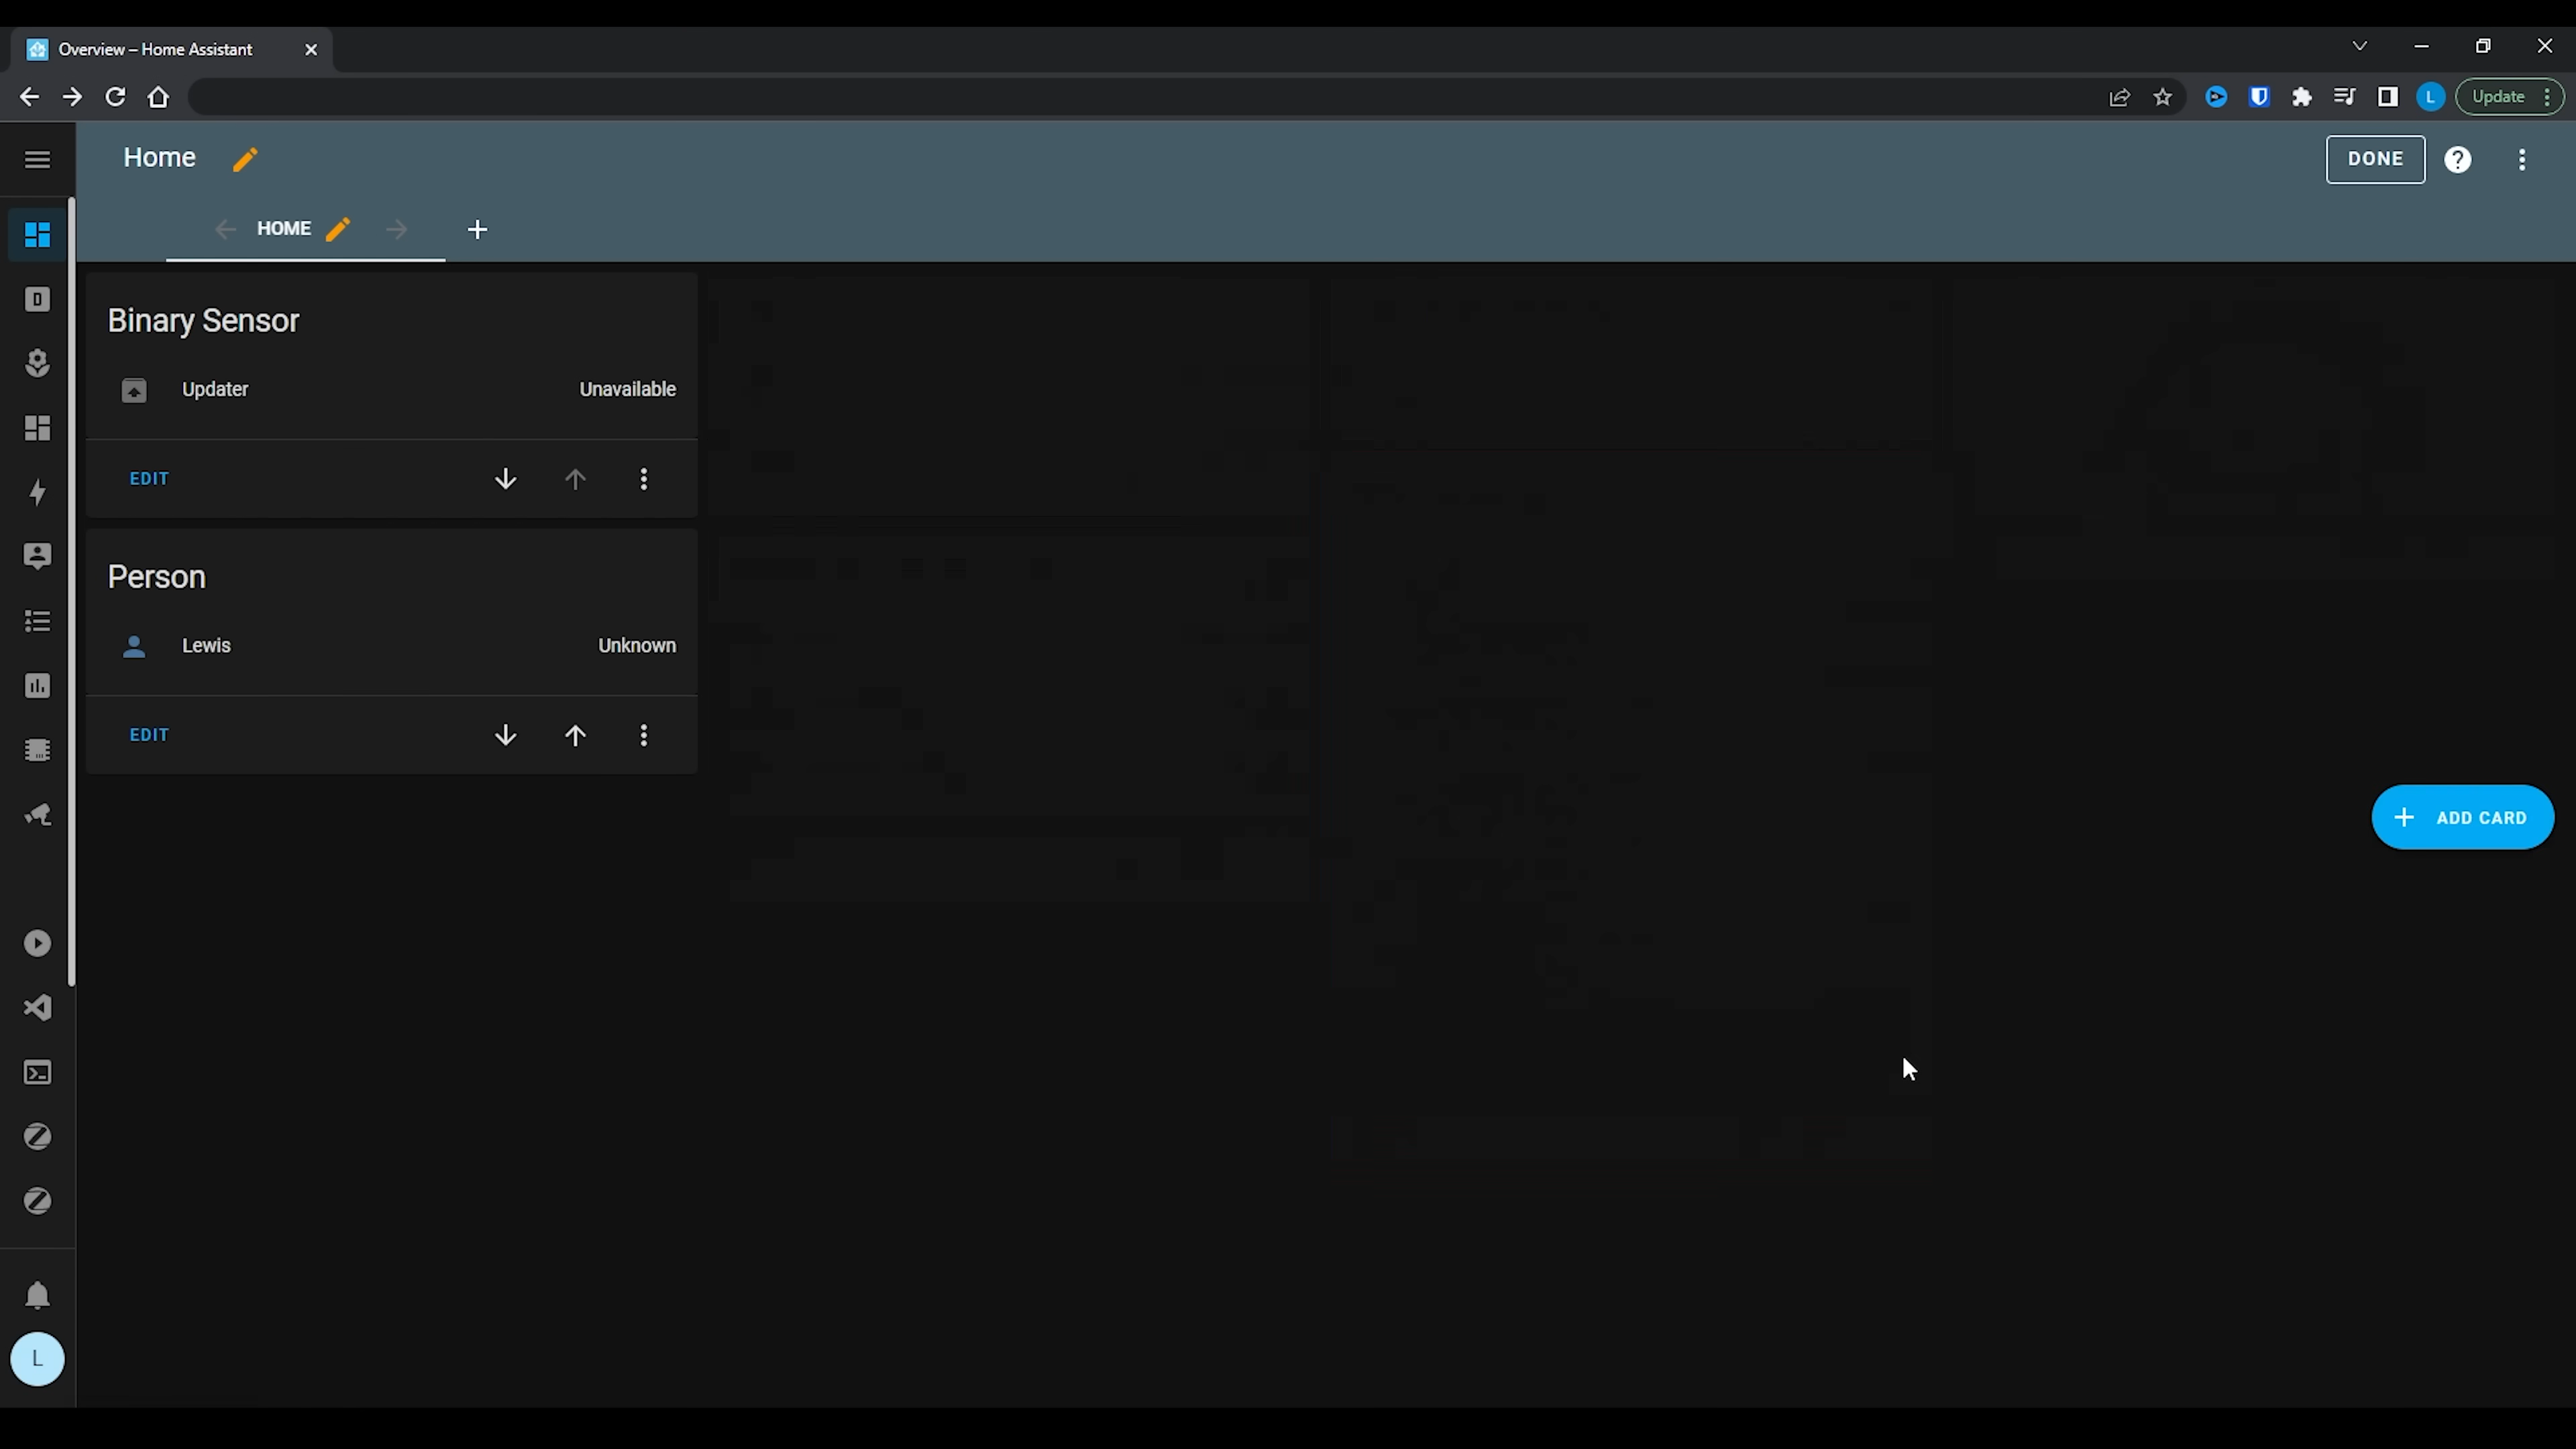 Overview – Home Assistant
Update
Home
DONE
HOME
Binary Sensor
Updater Unavailable
EDIT
Person
Lewis Unknown
EDIT
ADD CARD
L
L
D